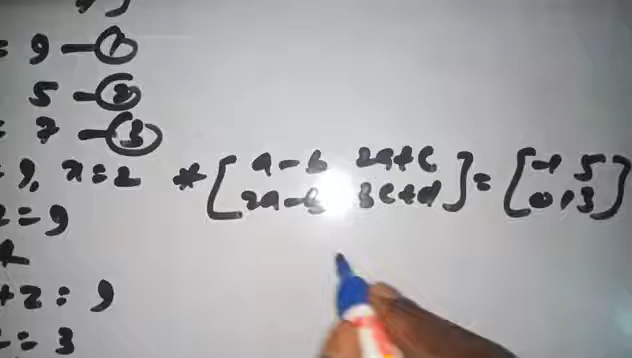 = 9 — ①
5 — ②
= 7 — ③
9, x = 2
z = 9
+ z = 9
= 3
* [ a - b 2a + c ] = [ -1 5 ]
[ 2a - b 3c + d ] [ 0 13 ]